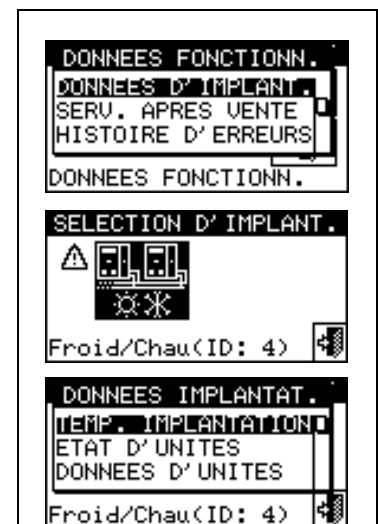 DONNEES FONCTIONN.
DONNEES D'IMPLANT.
SERV. APRES VENTE
HISTOIRE D'ERREURS
DONNEES FONCTIONN.
SELECTION D'IMPLANT.
Froid/Chau(ID: 4)
DONNEES IMPLANTAT.
TEMP. IMPLANTATION
ETAT D'UNITES
DONNEES D'UNITES
Froid/Chau(ID: 4)